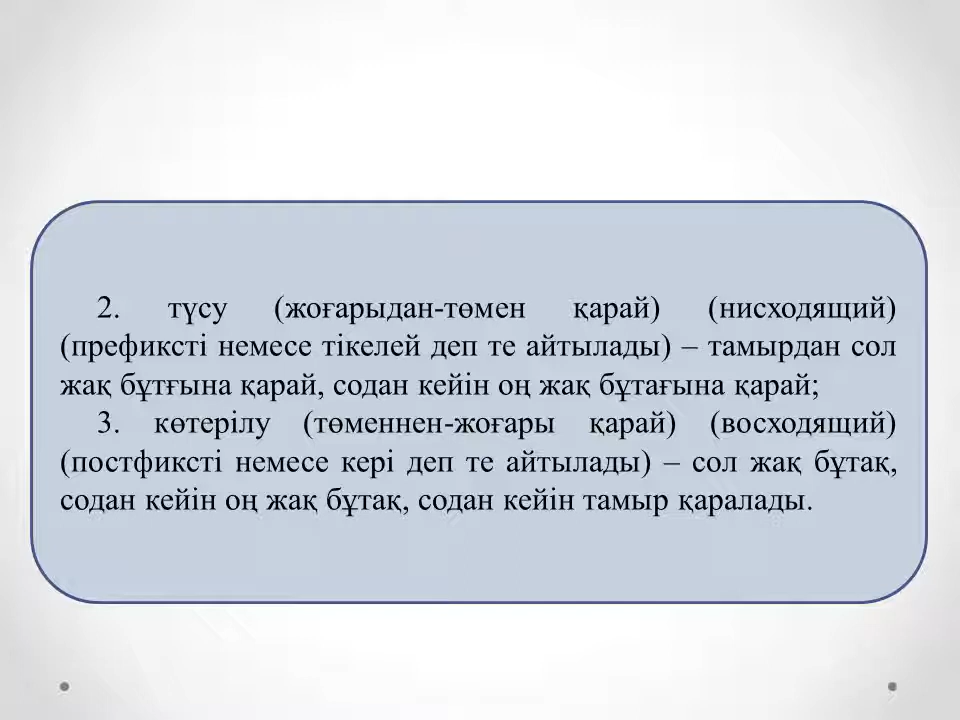 2. түсу (жоғарыдан-төмен қарай) (нисходящий)
(префиксті немесе тікелей деп те айтылады) – тамырдан сол
жақ бұтғына қарай, содан кейін оң жақ бұтағына қарай;
3. көтерілу (төменнен-жоғары қарай) (восходящий)
(постфиксті немесе кері деп те айтылады) – сол жақ бұтақ,
содан кейін оң жақ бұтақ, содан кейін тамыр қаралады.